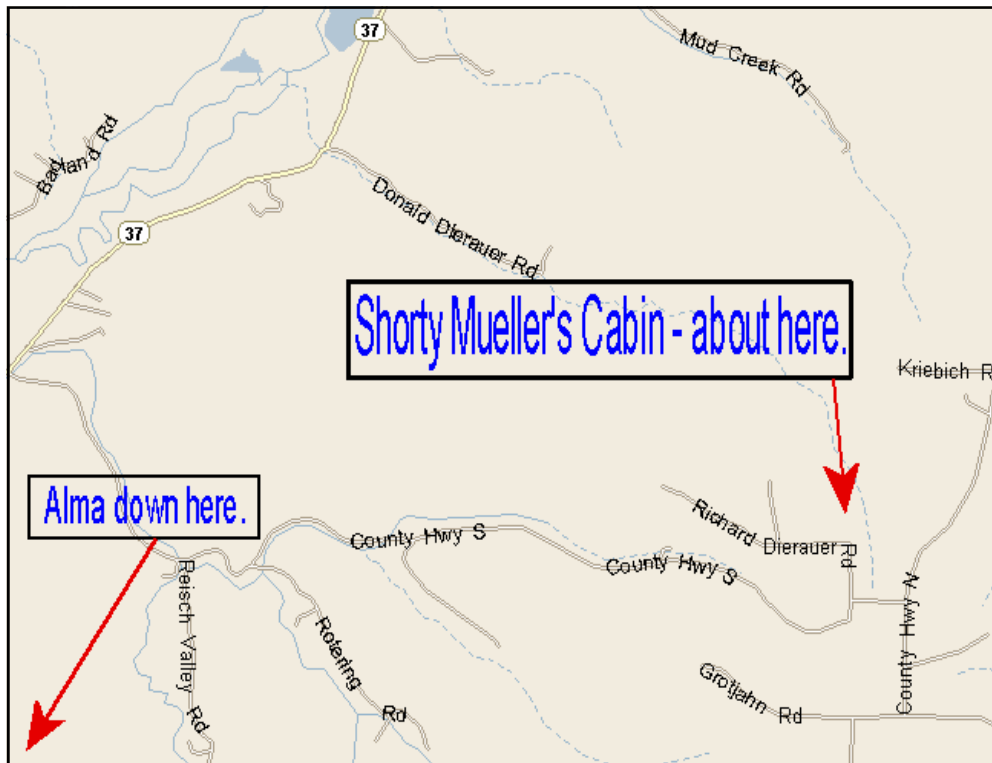 37
Mud Creek Rd
Badland Rd
Donald Dierauer Rd
37
Shorty Mueller's Cabin - about here.
Kriebich R
Alma down here.
Richard Dierauer Rd
County Hwy S
County Hwy S
Reisch Valley Rd
County Hwy N
Rotering Rd
Grotjahn Rd